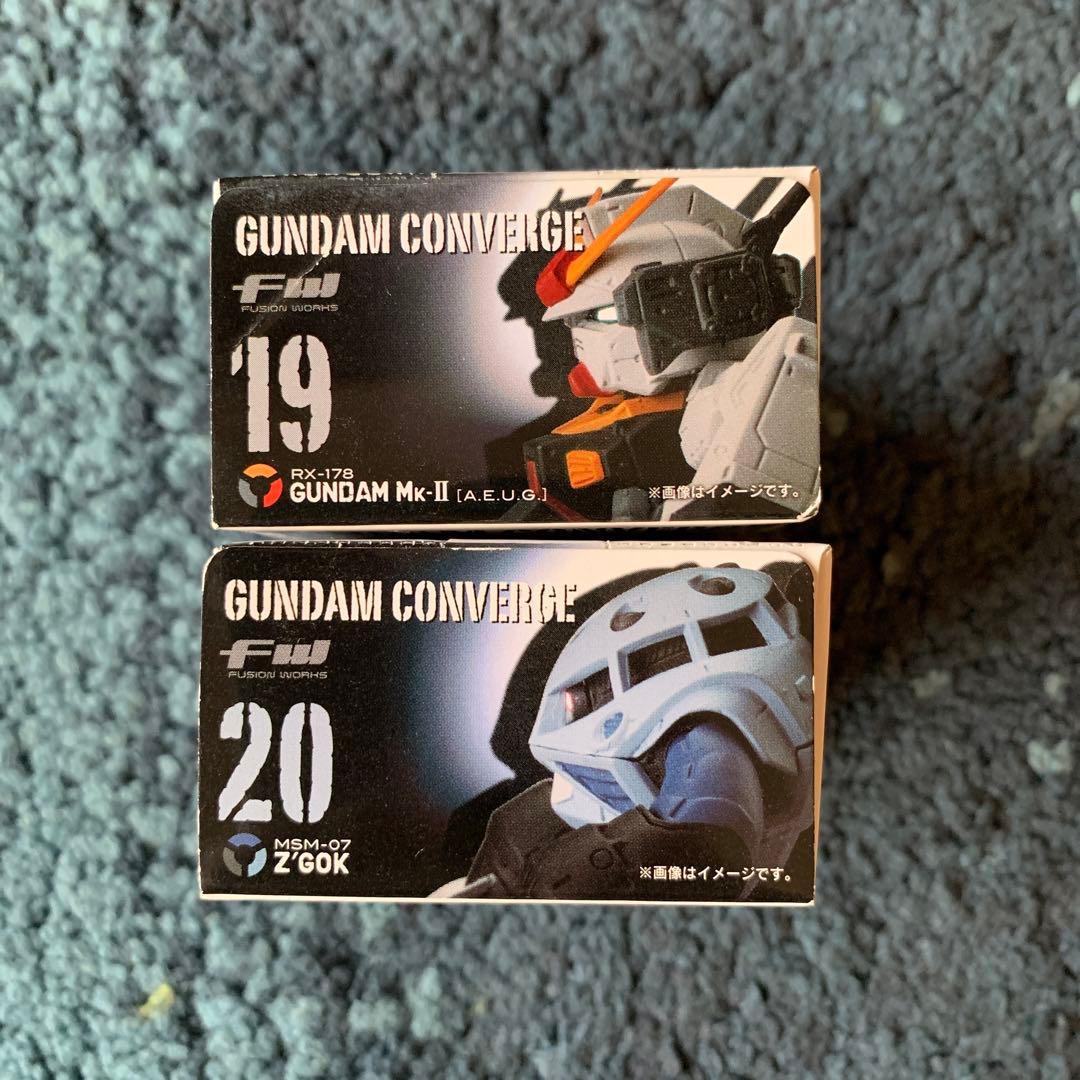 GUNDAM CONVERGE
FW
FUSION WORKS
19
RX-178
GUNDAM MK-II [A.E.U.G.]
※画像はイメージです。
GUNDAM CONVERGE
FW
FUSION WORKS
20
MSM-07
Z'GOK
※画像はイメージです。